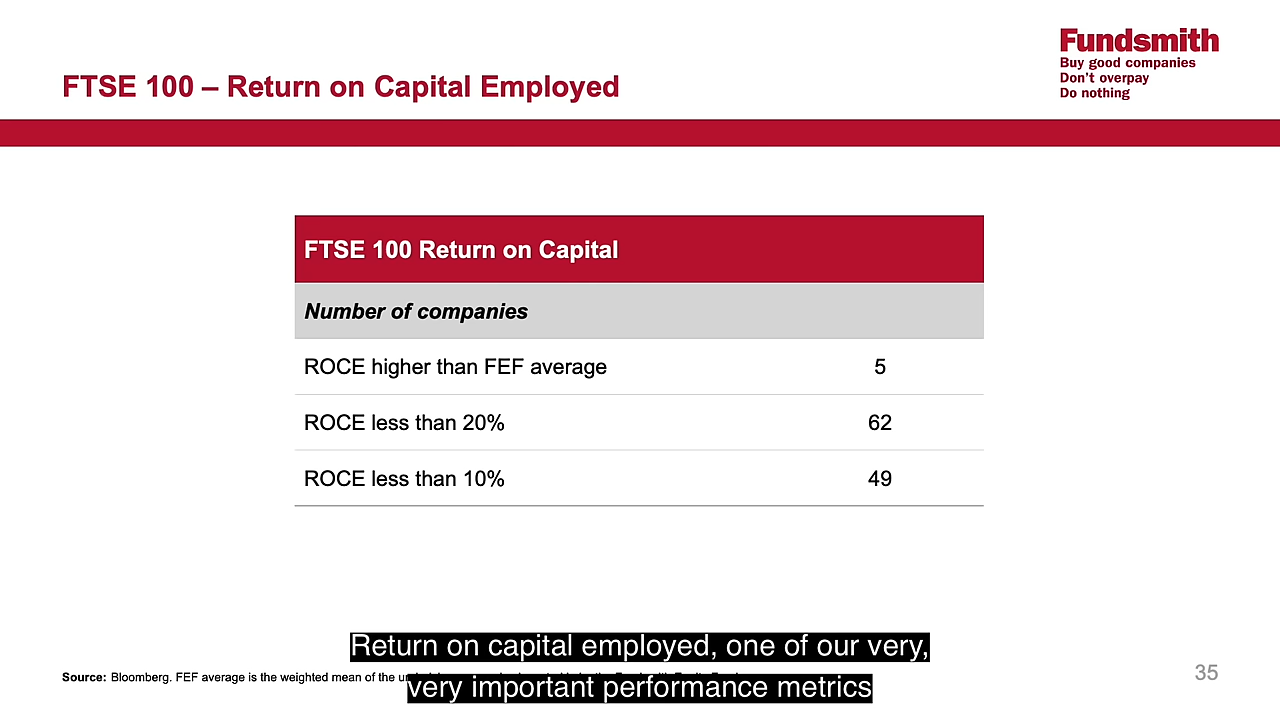 Fundsmith
Buy good companies
Don't overpay
Do nothing
FTSE 100 – Return on Capital Employed
FTSE 100 Return on Capital
Number of companies
ROCE higher than FEF average 5
ROCE less than 20% 62
ROCE less than 10% 49
Return on capital employed, one of our very,
very important performance metrics
Source: Bloomberg. FEF average is the weighted mean of the
35